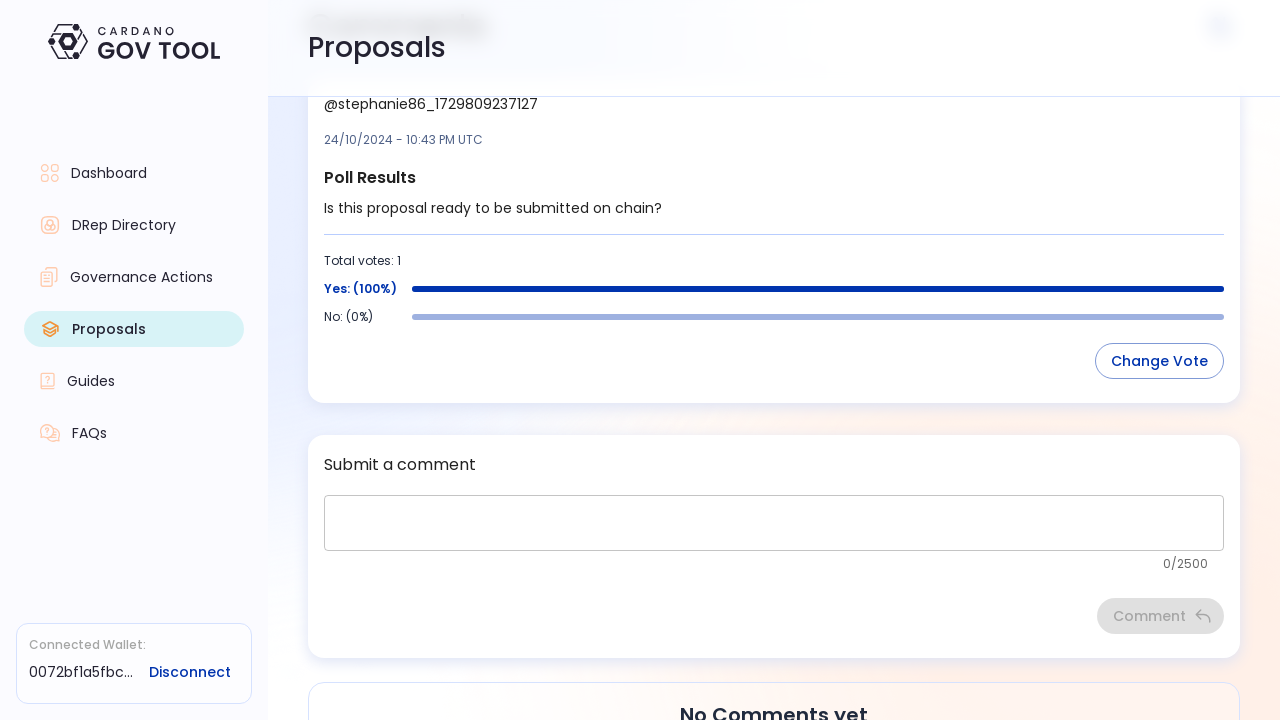 CARDANO
GOV TOOL
Dashboard
DRep Directory
Governance Actions
Proposals
Guides
FAQs
Connected Wallet:
0072bf1a5fbc...
Disconnect
Proposals
@stephanie86_1729809237127
24/10/2024 - 10:43 PM UTC
Poll Results
Is this proposal ready to be submitted on chain?
Total votes: 1
Yes: (100%)
No: (0%)
Change Vote
Submit a comment
0/2500
Comment
No Comments yet